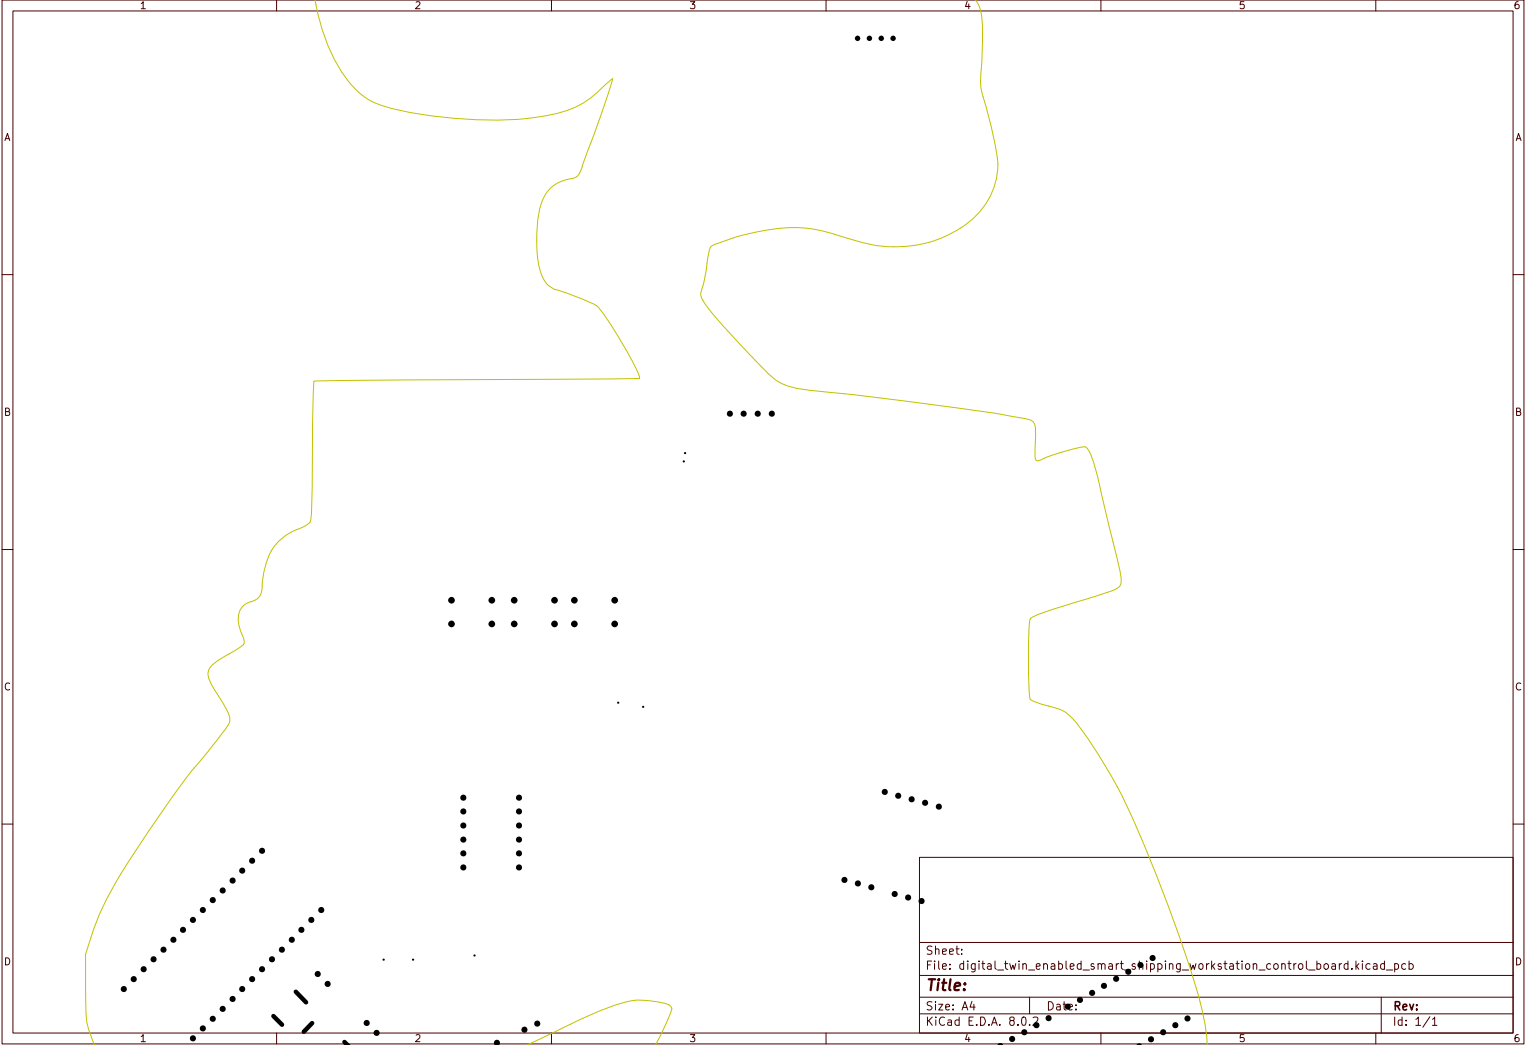 1 2 3 4 5 6
A A
B B
C C
D D
Sheet:
File: digital_twin_enabled_smart_shipping_workstation_control_board.kicad_pcb
Title:
Size: A4 Date: Rev:
KiCad E.D.A. 8.0.2 Id: 1/1
1 2 3 4 5 6